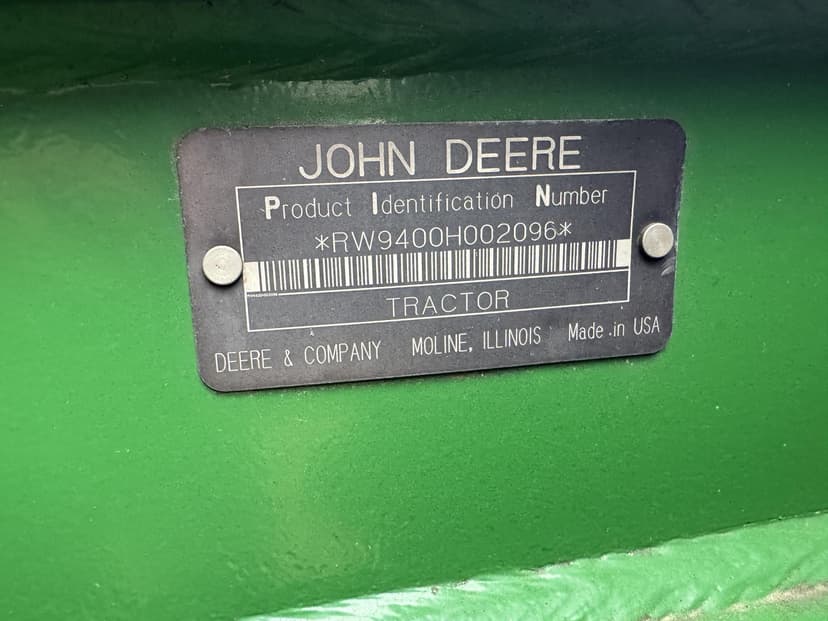 JOHN DEERE
Product Identification Number
*RW9400H002096*
TRACTOR
DEERE & COMPANY MOLINE, ILLINOIS Made in USA